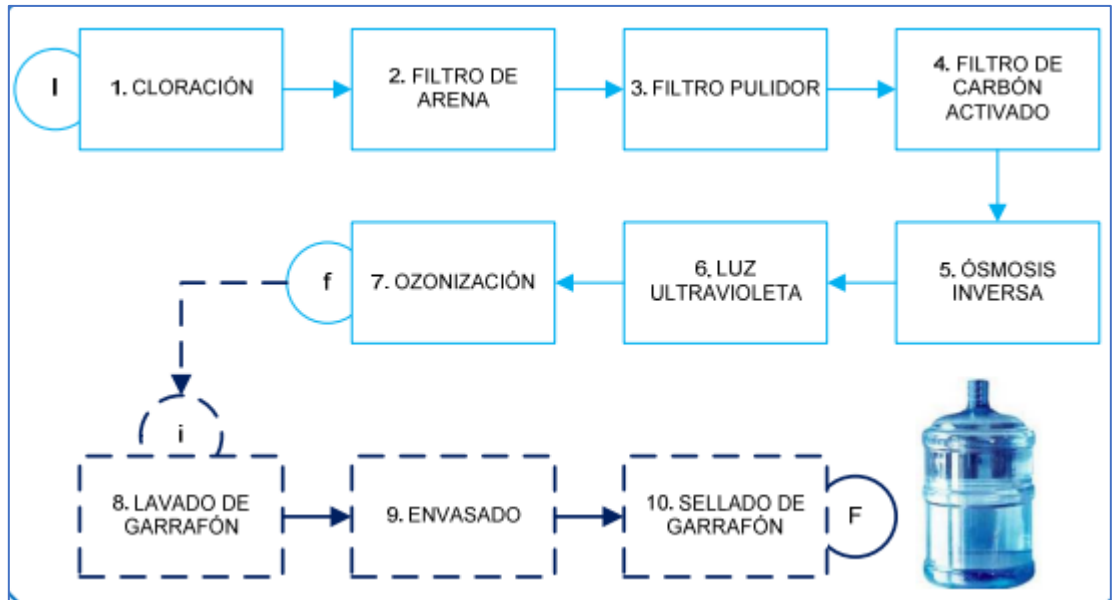 I
1. CLORACIÓN
2. FILTRO DE
ARENA
3. FILTRO PULIDOR
4. FILTRO DE
CARBÓN
ACTIVADO
5. ÓSMOSIS
INVERSA
6. LUZ
ULTRAVIOLETA
7. OZONIZACIÓN
f
i
8. LAVADO DE
GARRAFÓN
9. ENVASADO
10. SELLADO DE
GARRAFÓN
F